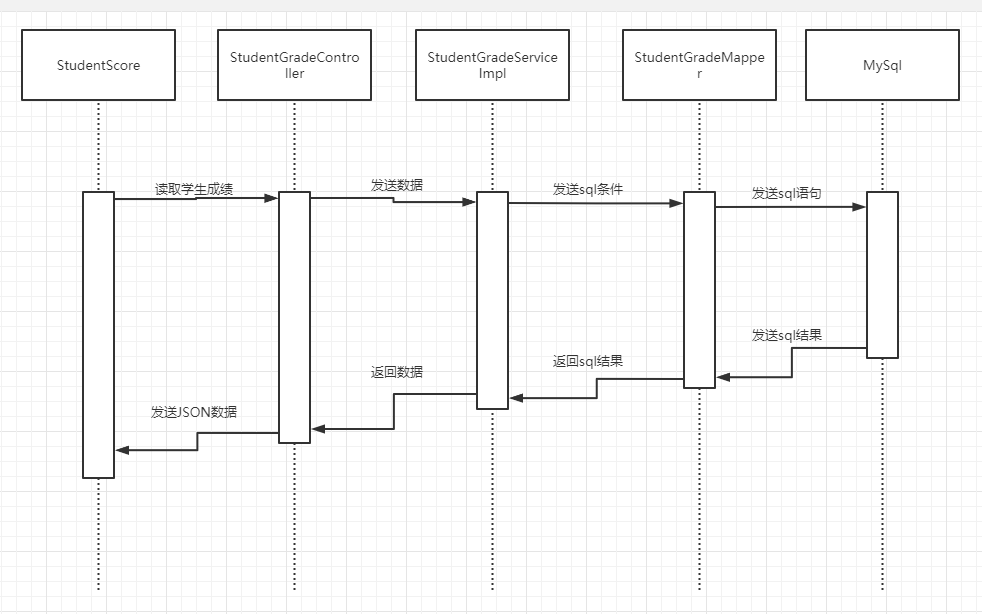 StudentScore
StudentGradeContro
ller
StudentGradeService
Impl
StudentGradeMappe
r
MySql
读取学生成绩
发送数据
发送sql条件
发送sql语句
发送sql结果
返回sql结果
返回数据
发送JSON数据